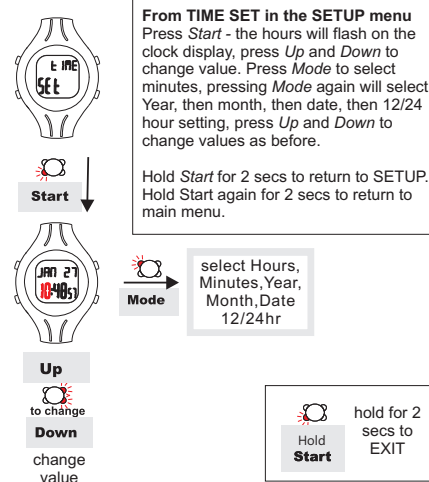 t IME
SEt
From TIME SET in the SETUP menu
Press Start - the hours will flash on the
clock display, press Up and Down to
change value. Press Mode to select
minutes, pressing Mode again will select
Year, then month, then date, then 12/24
hour setting, press Up and Down to
change values as before.
Hold Start for 2 secs to return to SETUP.
Hold Start again for 2 secs to return to
main menu.
Start
JAN 27
10:4857
Mode
select Hours,
Minutes,Year,
Month,Date
12/24hr
Up
to change
Down
change
value
Hold
Start
hold for 2
secs to
EXIT